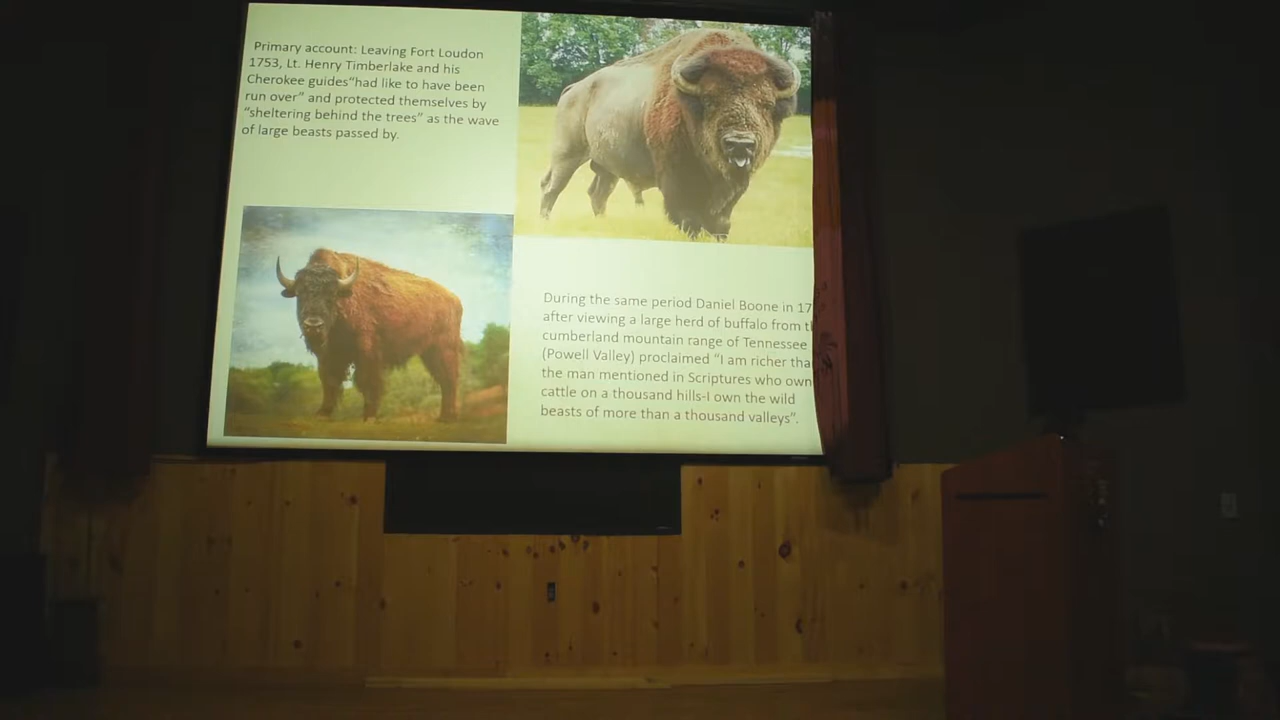 Primary account: Leaving Fort Loudon
1753, Lt. Henry Timberlake and his
Cherokee guides“had like to have been
run over” and protected themselves by
“sheltering behind the trees” as the wave
of large beasts passed by.
During the same period Daniel Boone in 17
after viewing a large herd of buffalo from
cumberland mountain range of Tennessee
(Powell Valley) proclaimed “I am richer
the man mentioned in Scriptures who own
cattle on a thousand hills-I own the wild
beasts of more than a thousand valleys”.